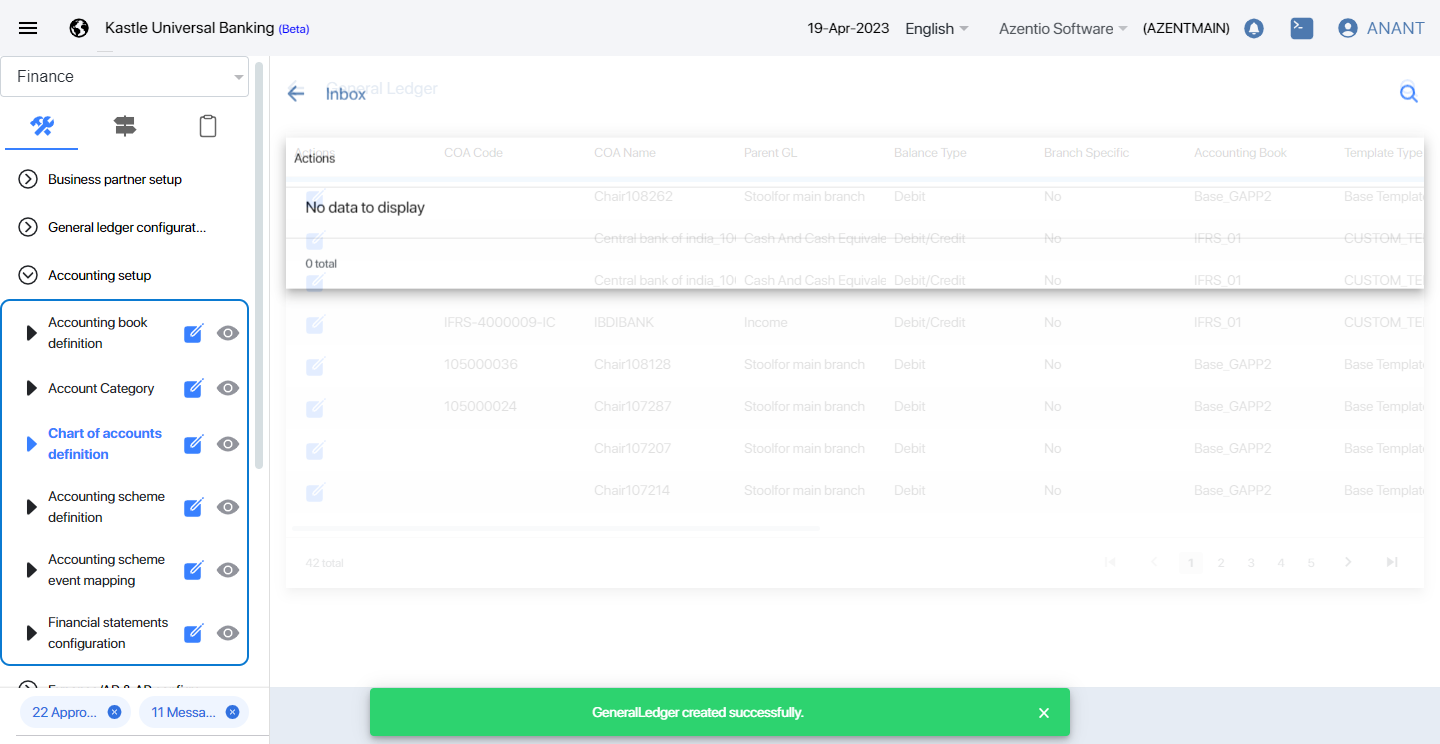 Kastle Universal Banking (Beta)
19-Apr-2023
English
Azentio Software
(AZENTMAIN)
ANANT
Finance
Business partner setup
General ledger configurat...
Accounting setup
Accounting book
definition
Account Category
Chart of accounts
definition
Accounting scheme
definition
Accounting scheme
event mapping
Financial statements
configuration
22 Appro...
11 Messa...
General Ledger
Inbox
Actions COA Code COA Name Parent GL Balance Type Branch Specific Accounting Book Template Type
Actions
Chair108262 Stoolfor main branch Debit No Base_GAPP2 Base Templat
No data to display
Central bank of india_10 Cash And Cash Equivale Debit/Credit No IFRS_01 CUSTOM_TE
0 total
Central bank of india_10 Cash And Cash Equivale Debit/Credit No IFRS_01 CUSTOM_TE
IFRS-4000009-IC IBDIBANK Income Debit/Credit No IFRS_01 CUSTOM_TE
105000036 Chair108128 Stoolfor main branch Debit No Base_GAPP2 Base Templat
105000024 Chair107287 Stoolfor main branch Debit No Base_GAPP2 Base Templat
Chair107207 Stoolfor main branch Debit No Base_GAPP2 Base Templat
Chair107214 Stoolfor main branch Debit No Base_GAPP2 Base Templat
42 total
1 2 3 4 5
GeneralLedger created successfully.